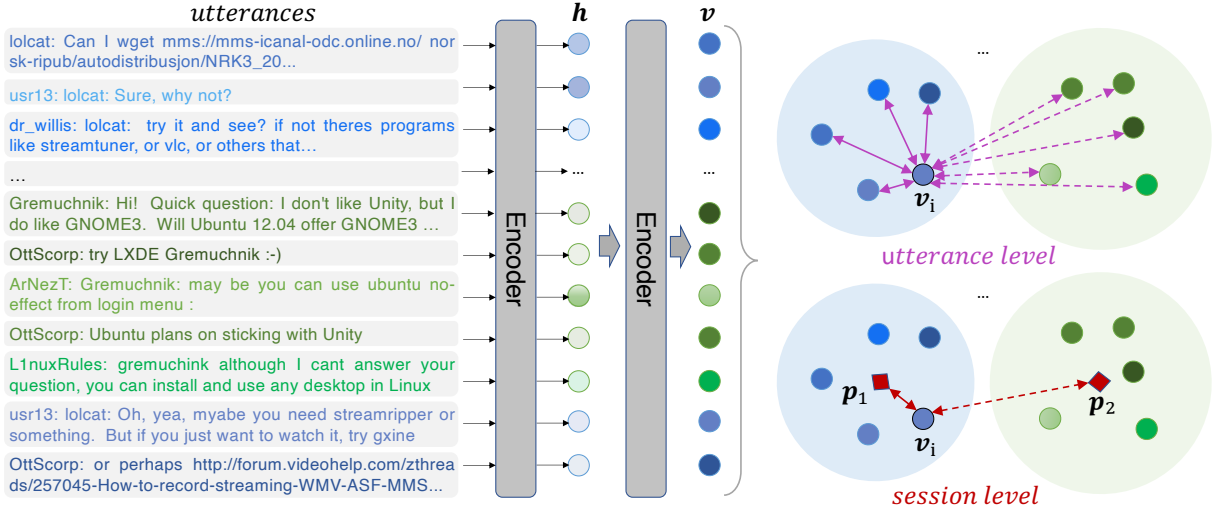 utterances
h
v
lolcat: Can I wget mms://mms-icanal-odc.online.no/ nor
sk-ripub/autodistribusjon/NRK3_20...
usr13: lolcat: Sure, why not?
dr_willis: lolcat: try it and see? if not theres programs
like streamtuner, or vlc, or others that...
...
Gremuchnik: Hi! Quick question: I don't like Unity, but I
do like GNOME3. Will Ubuntu 12.04 offer GNOME3 ...
OttScorp: try LXDE Gremuchnik :-)
ArNezT: Gremuchnik: may be you can use ubuntu no-
effect from login menu :
OttScorp: Ubuntu plans on sticking with Unity
L1nuxRules: gremuchink although I cant answer your
question, you can install and use any desktop in Linux
usr13: lolcat: Oh, yea, myabe you need streamripper or
something. But if you just want to watch it, try gxine
OttScorp: or perhaps http://forum.videohelp.com/zthrea
ds/257045-How-to-record-streaming-WMV-ASF-MMS...
Encoder
...
Encoder
...
...
vi
utterance level
...
p1
vi
p2
session level